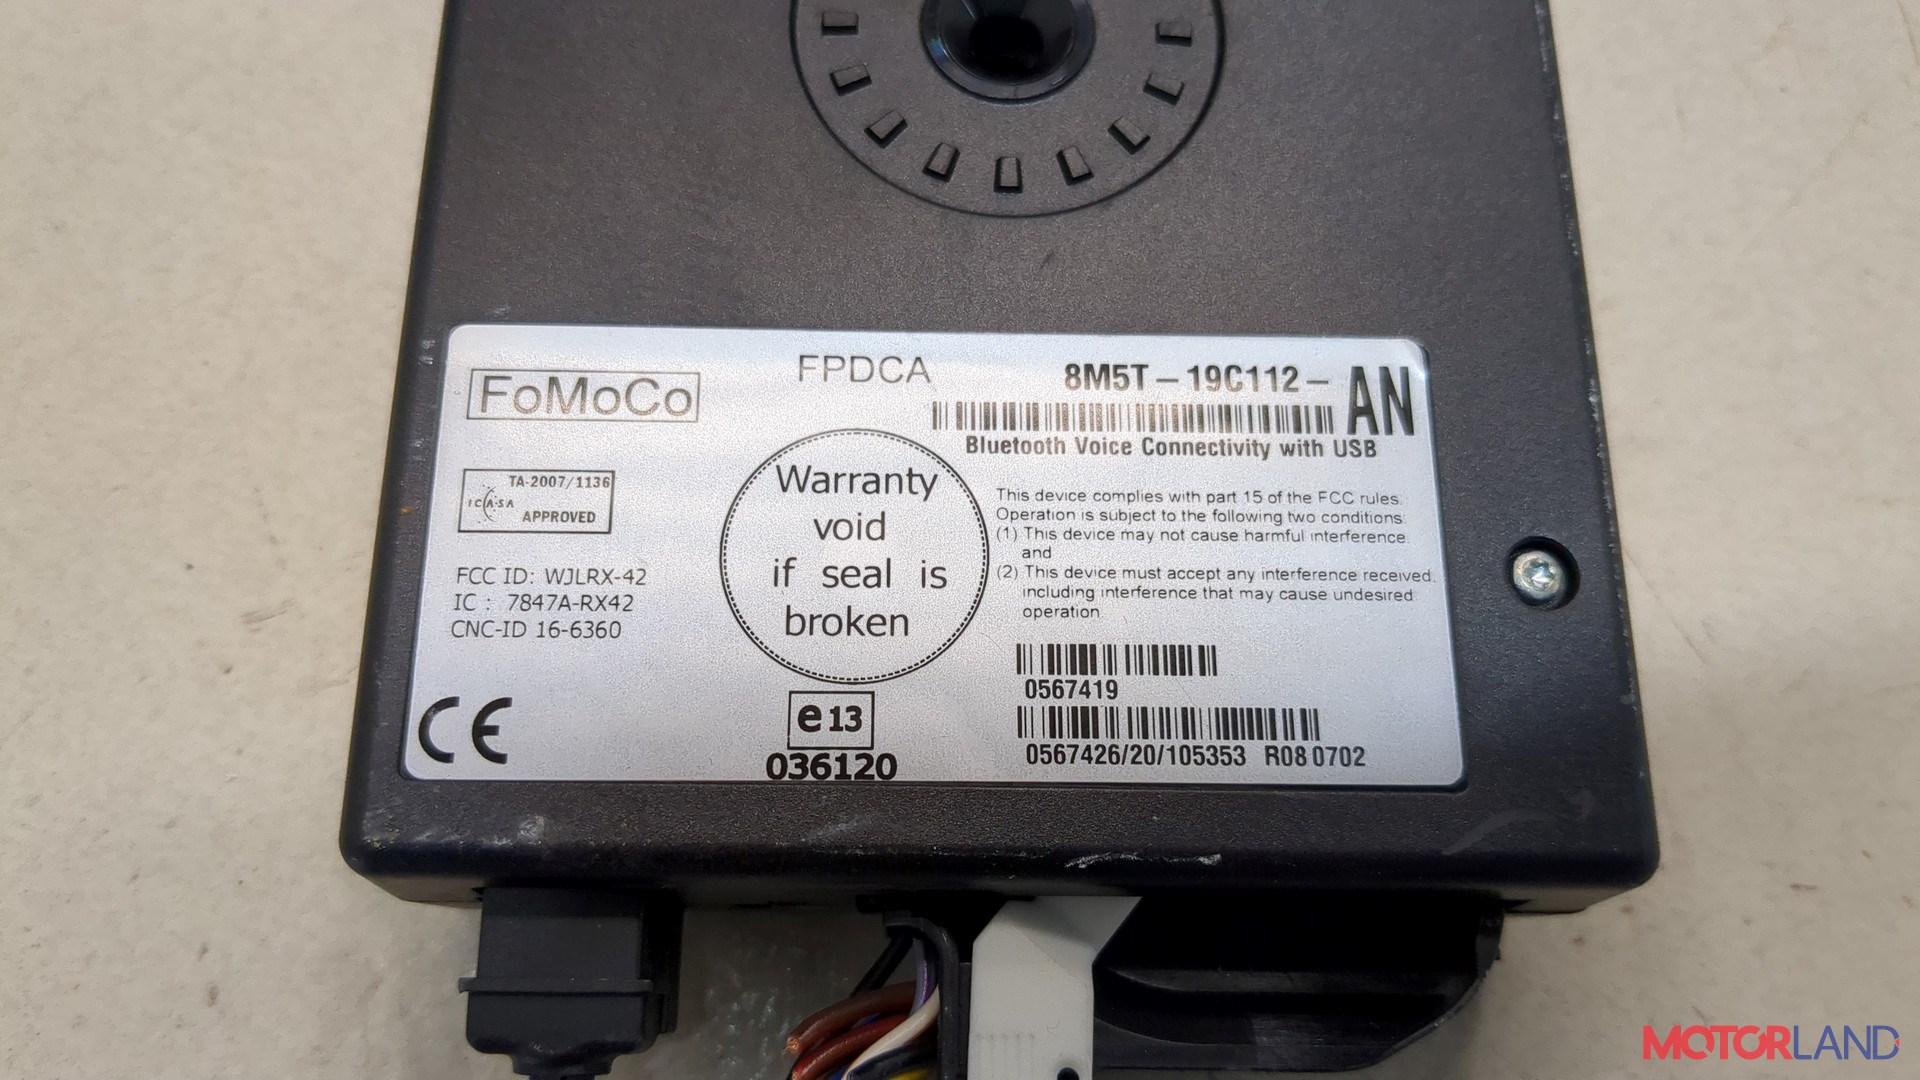 FoMoCo
FPDCA
8M5T-19C112- AN
Bluetooth Voice Connectivity with USB
TA-2007/1136
ICASA
APPROVED
FCC ID: WJLRX-42
IC : 7847A-RX42
CNC-ID 16-6360
CE
Warranty
void
if seal is
broken
e13
036120
This device complies with part 15 of the FCC rules.
Operation is subject to the following two conditions:
(1) This device may not cause harmful interference.
and
(2) This device must accept any interference received,
including interference that may cause undesired
operation.
0567419
0567426/20/105353 R08 0702
MOTORLAND